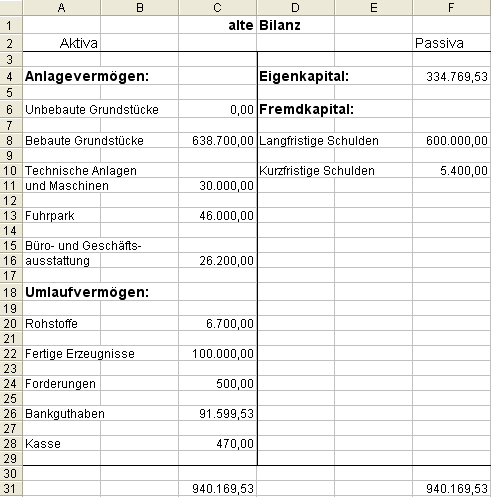 A B C D E F
1 alte Bilanz
2 Aktiva Passiva
3
4 Anlagevermögen: Eigenkapital: 334.769,53
5
6 Unbebaute Grundstücke 0,00 Fremdkapital:
7
8 Bebaute Grundstücke 638.700,00 Langfristige Schulden 600.000,00
9
10 Technische Anlagen Kurzfristige Schulden 5.400,00
11 und Maschinen 30.000,00
12
13 Fuhrpark 46.000,00
14
15 Büro- und Geschäfts-
16 ausstattung 26.200,00
17
18 Umlaufvermögen:
19
20 Rohstoffe 6.700,00
21
22 Fertige Erzeugnisse 100.000,00
23
24 Forderungen 500,00
25
26 Bankguthaben 91.599,53
27
28 Kasse 470,00
29
30
31 940.169,53 940.169,53